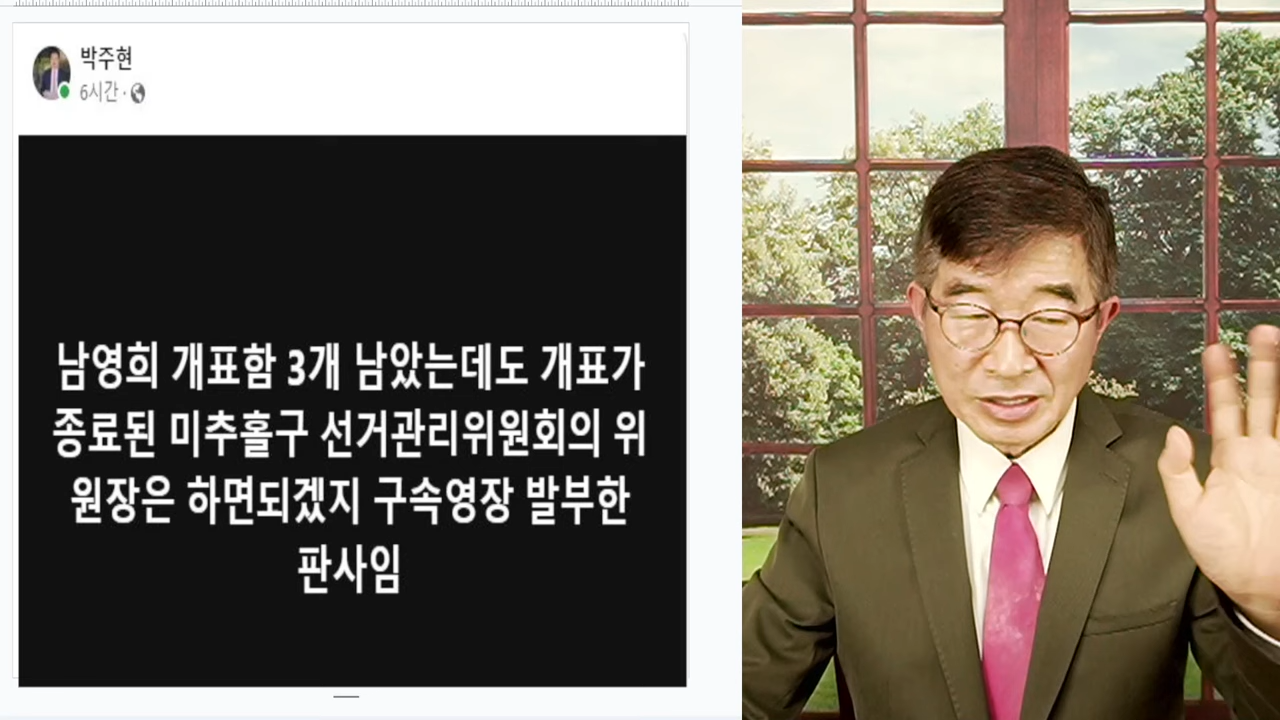 박주현
6시간 ·
남영희 개표함 3개 남았는데도 개표가
종료된 미추홀구 선거관리위원회의 위
원장은 하면되겠지 구속영장 발부한
판사임